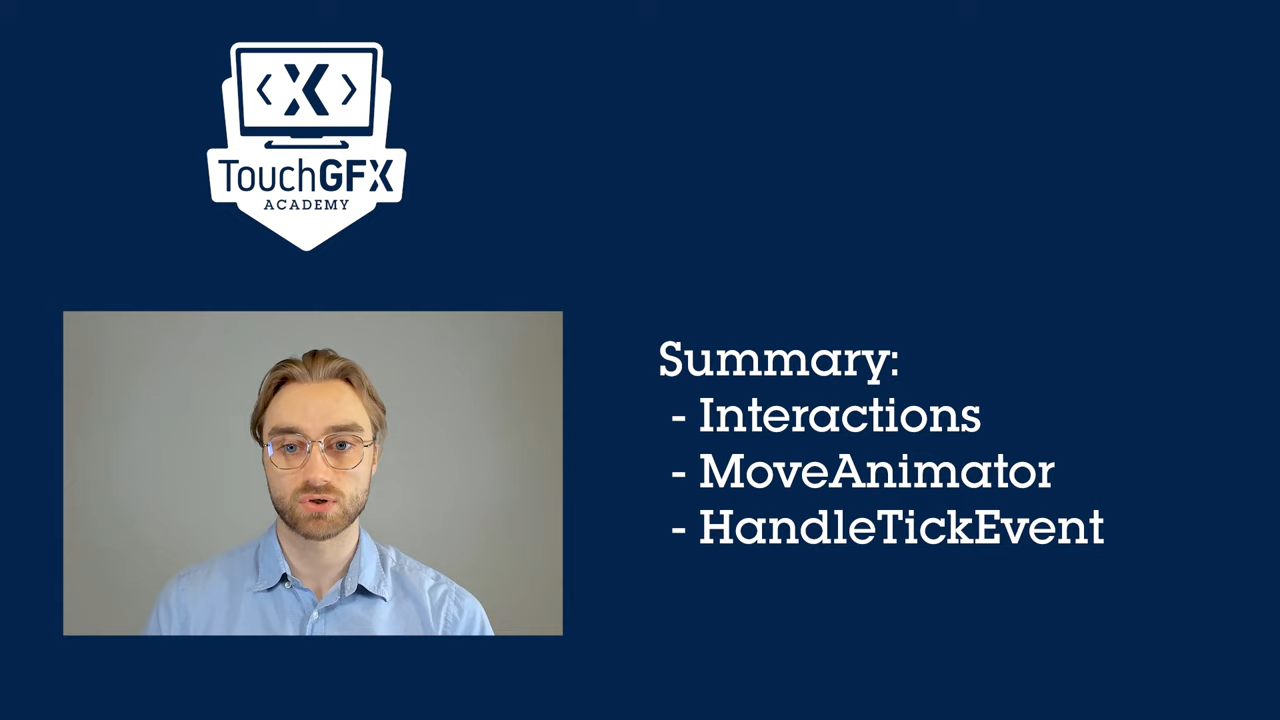 <X>
TouchGFX
ACADEMY
Summary:
- Interactions
- MoveAnimator
- HandleTickEvent